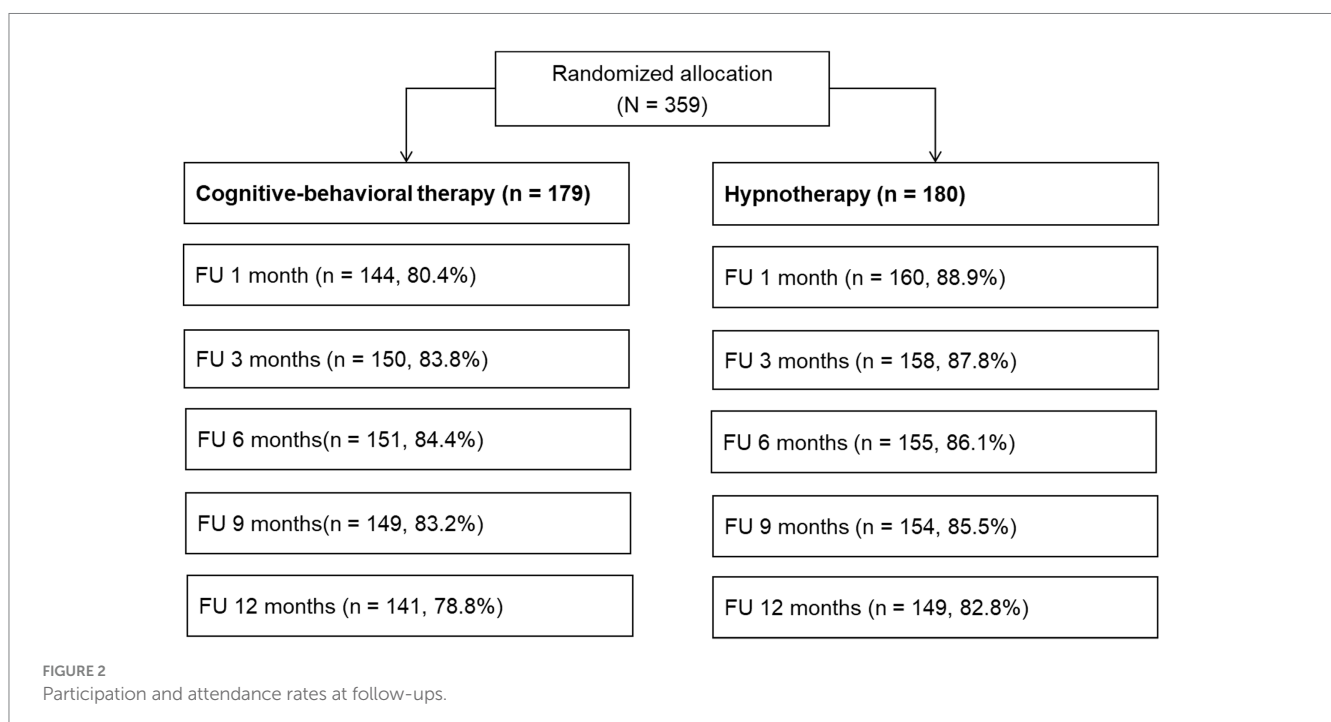 Randomized allocation
(N = 359)
Cognitive-behavioral therapy (n = 179)
Hypnotherapy (n = 180)
FU 1 month (n = 144, 80.4%)
FU 1 month (n = 160, 88.9%)
FU 3 months (n = 150, 83.8%)
FU 3 months (n = 158, 87.8%)
FU 6 months(n = 151, 84.4%)
FU 6 months (n = 155, 86.1%)
FU 9 months(n = 149, 83.2%)
FU 9 months (n = 154, 85.5%)
FU 12 months (n = 141, 78.8%)
FU 12 months (n = 149, 82.8%)
FIGURE 2
Participation and attendance rates at follow-ups.